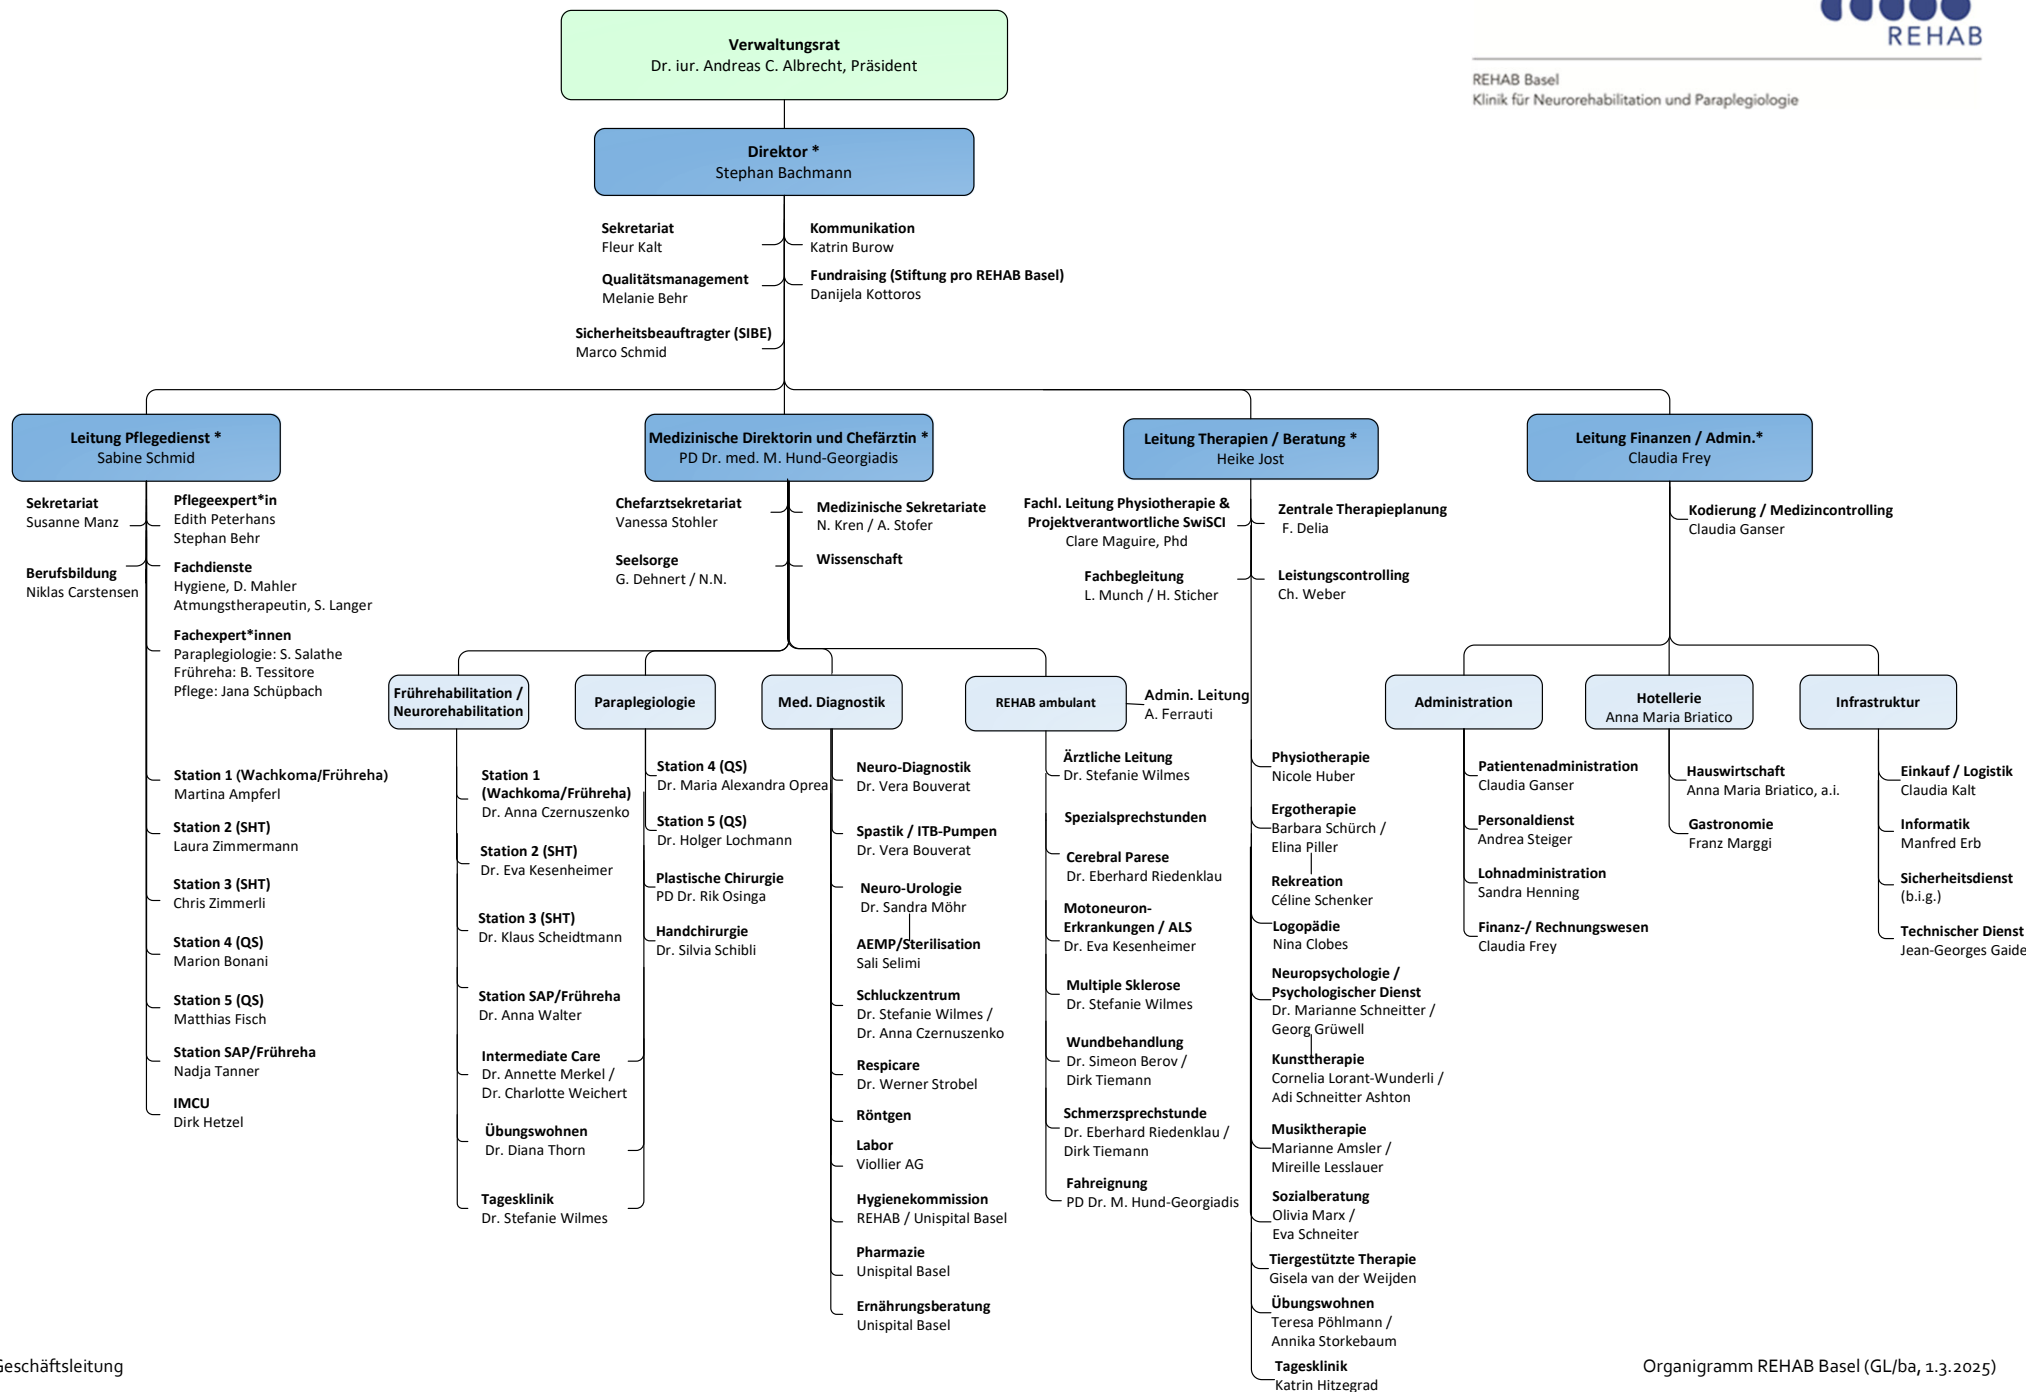 REHAB
REHAB Basel
Klinik für Neurorehabilitation und Paraplegiologie
Verwaltungsrat
Dr. iur. Andreas C. Albrecht, Präsident
Direktor *
Stephan Bachmann
Sekretariat
Fleur Kalt
Kommunikation
Katrin Burow
Qualitätsmanagement
Melanie Behr
Fundraising (Stiftung pro REHAB Basel)
Danijela Kottoros
Sicherheitsbeauftragter (SIBE)
Marco Schmid
Leitung Pflegedienst *
Sabine Schmid
Sekretariat
Susanne Manz
Pflegeexpert*in
Edith Peterhans
Stephan Behr
Berufsbildung
Niklas Carstensen
Fachdienste
Hygiene, D. Mahler
Atmungstherapeutin, S. Langer
Fachexpert*innen
Paraplegiologie: S. Salathe
Frühreha: B. Tessitore
Pflege: Jana Schüpbach
Station 1 (Wachkoma/Frühreha)
Martina Ampferl
Station 2 (SHT)
Laura Zimmermann
Station 3 (SHT)
Chris Zimmerli
Station 4 (QS)
Marion Bonani
Station 5 (QS)
Matthias Fisch
Station SAP/Frühreha
Nadja Tanner
IMCU
Dirk Hetzel
Medizinische Direktorin und Chefärztin *
PD Dr. med. M. Hund-Georgiadis
Chefarztsekretariat
Vanessa Stohler
Medizinische Sekretariate
N. Kren / A. Stofer
Seelsorge
G. Dehnert / N.N.
Wissenschaft
Frührehabilitation /
Neurorehabilitation
Station 1
(Wachkoma/Frühreha)
Dr. Anna Czernuszenko
Station 2 (SHT)
Dr. Eva Kesenheimer
Station 3 (SHT)
Dr. Klaus Scheidtmann
Station SAP/Frühreha
Dr. Anna Walter
Intermediate Care
Dr. Annette Merkel /
Dr. Charlotte Weichert
Übungswohnen
Dr. Diana Thorn
Tagesklinik
Dr. Stefanie Wilmes
Paraplegiologie
Station 4 (QS)
Dr. Maria Alexandra Oprea
Station 5 (QS)
Dr. Holger Lochmann
Plastische Chirurgie
PD Dr. Rik Osinga
Handchirurgie
Dr. Silvia Schibli
Med. Diagnostik
Neuro-Diagnostik
Dr. Vera Bouverat
Spastik / ITB-Pumpen
Dr. Vera Bouverat
Neuro-Urologie
Dr. Sandra Möhr
AEMP/Sterilisation
Sali Selimi
Schluckzentrum
Dr. Stefanie Wilmes /
Dr. Anna Czernuszenko
Respicare
Dr. Werner Strobel
Röntgen
Labor
Viollier AG
Hygienekommission
REHAB / Unispital Basel
Pharmazie
Unispital Basel
Ernährungsberatung
Unispital Basel
REHAB ambulant
Admin. Leitung
A. Ferrauti
Ärztliche Leitung
Dr. Stefanie Wilmes
Spezialsprechstunden
Cerebral Parese
Dr. Eberhard Riedenklau
Motoneuron-
Erkrankungen / ALS
Dr. Eva Kesenheimer
Multiple Sklerose
Dr. Stefanie Wilmes
Wundbehandlung
Dr. Simeon Berov /
Dirk Tiemann
Schmerzsprechstunde
Dr. Eberhard Riedenklau /
Dirk Tiemann
Fahreignung
PD Dr. M. Hund-Georgiadis
Leitung Therapien / Beratung *
Heike Jost
Fachl. Leitung Physiotherapie &
Projektverantwortliche SwiSCI
Clare Maguire, Phd
Zentrale Therapieplanung
F. Delia
Fachbegleitung
L. Munch / H. Sticher
Leistungscontrolling
Ch. Weber
Physiotherapie
Nicole Huber
Ergotherapie
Barbara Schürch /
Elina Piller
Rekreation
Céline Schenker
Logopädie
Nina Clobes
Neuropsychologie /
Psychologischer Dienst
Dr. Marianne Schneitter /
Georg Grüwell
Kunsttherapie
Cornelia Lorant-Wunderli /
Adi Schneitter Ashton
Musiktherapie
Marianne Amsler /
Mireille Lesslauer
Sozialberatung
Olivia Marx /
Eva Schneiter
Tiergestützte Therapie
Gisela van der Weijden
Übungswohnen
Teresa Pöhlmann /
Annika Storkebaum
Tagesklinik
Katrin Hitzegrad
Leitung Finanzen / Admin.*
Claudia Frey
Kodierung / Medizincontrolling
Claudia Ganser
Administration
Patientenadministration
Claudia Ganser
Personaldienst
Andrea Steiger
Lohnadministration
Sandra Henning
Finanz-/ Rechnungswesen
Claudia Frey
Hotellerie
Anna Maria Briatico
Hauswirtschaft
Anna Maria Briatico, a.i.
Gastronomie
Franz Marggi
Infrastruktur
Einkauf / Logistik
Claudia Kalt
Informatik
Manfred Erb
Sicherheitsdienst
(b.i.g.)
Technischer Dienst
Jean-Georges Gaide
Geschäftsleitung
Organigramm REHAB Basel (GL/ba, 1.3.2025)